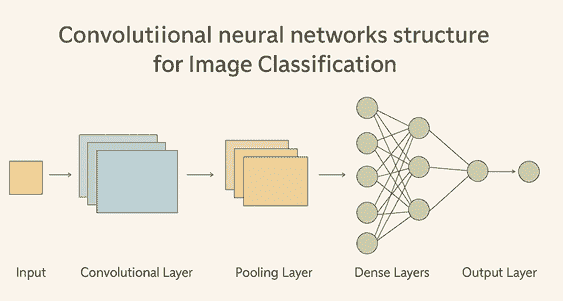 Convolutiional neural networks structure
for Image Classification
Input
Convolutional Layer
Pooling Layer
Dense Layers
Output Layer